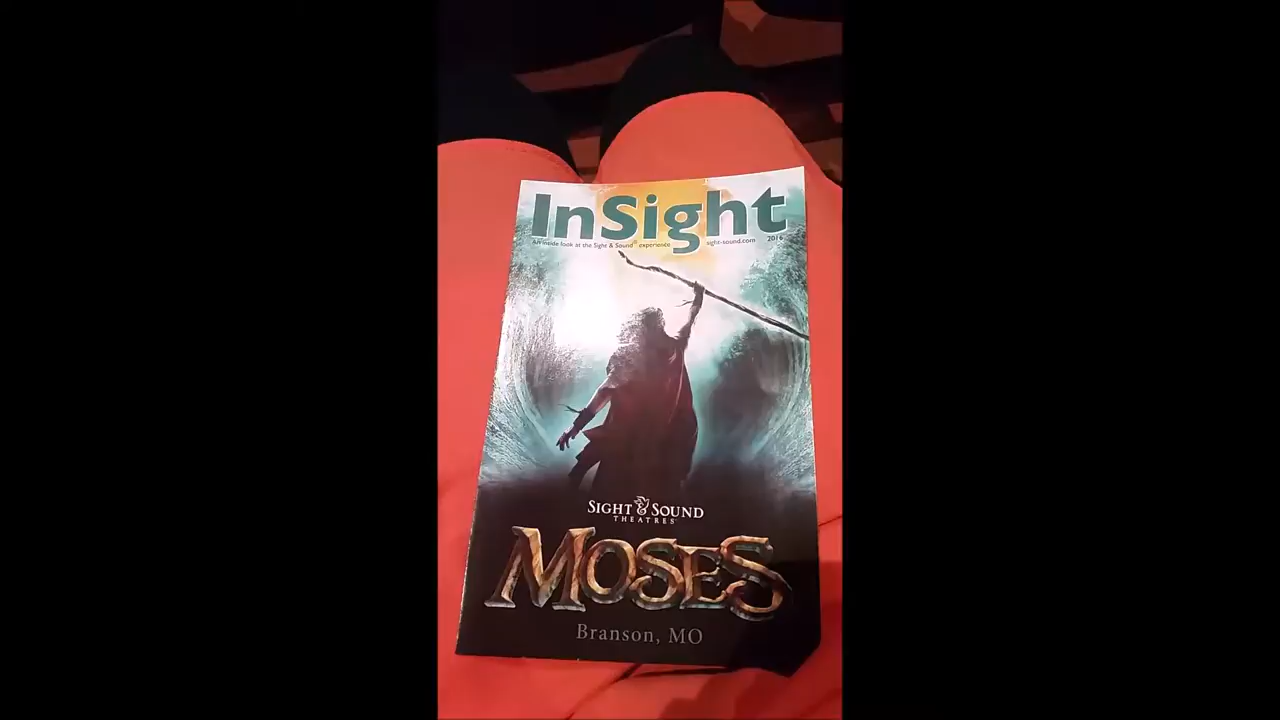 InSight
An inside look at the Sight & Sound® experience sight-sound.com 2016
SIGHT & SOUND
THEATRES®
MOSES
Branson, MO